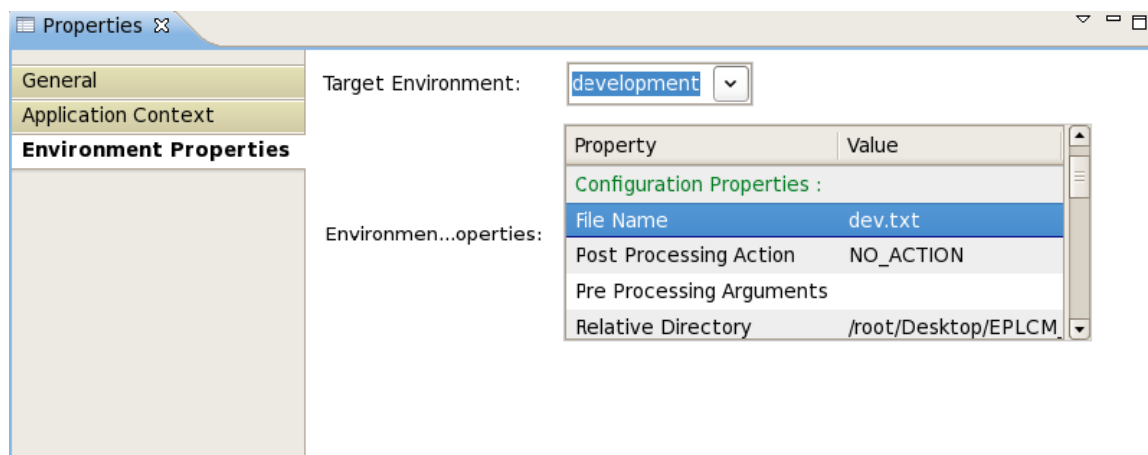 Properties
General
Application Context
Environment Properties
Target Environment:
development
Environmen...operties:
Property Value
Configuration Properties :
File Name dev.txt
Post Processing Action NO_ACTION
Pre Processing Arguments
Relative Directory /root/Desktop/EPLCM_